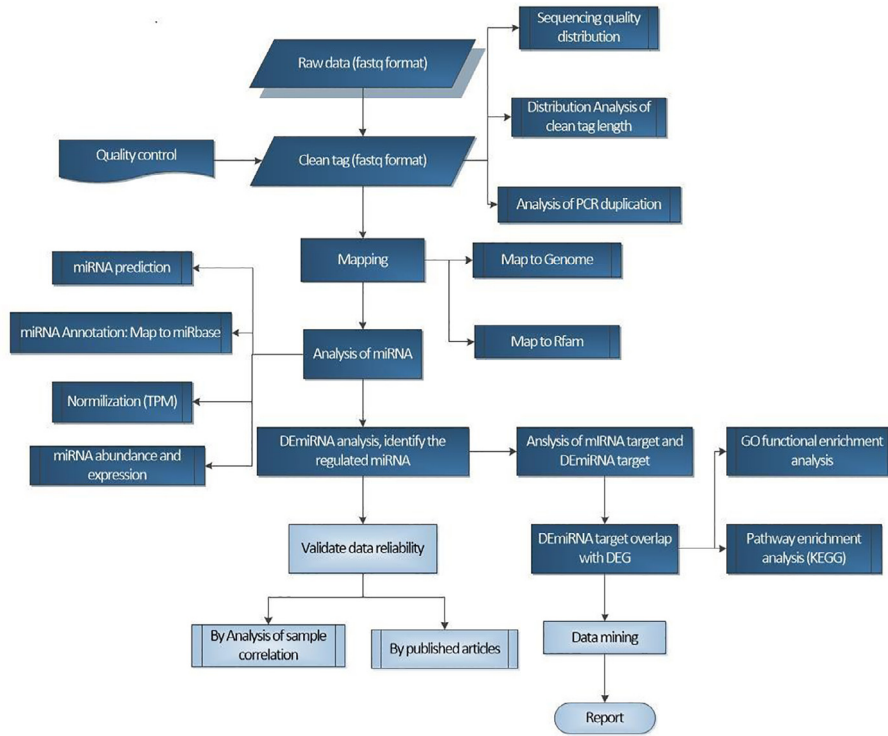 Sequencing quality
distribution
Raw data (fastq format)
Distribution Analysis of
clean tag length
Quality control
Clean tag (fastq format)
Analysis of PCR duplication
Mapping
Map to Genome
miRNA prediction
miRNA Annotation: Map to miRbase
Analysis of miRNA
Map to Rfam
Normilization (TPM)
DEmiRNA analysis, identify the
regulated miRNA
Anslysis of mIRNA target and
DEmiRNA target
GO functional enrichment
analysis
miRNA abundance and
expression
Validate data reliability
DEmiRNA target overlap
with DEG
Pathway enrichment
analysis (KEGG)
By Analysis of sample
correlation
By published articles
Data mining
Report